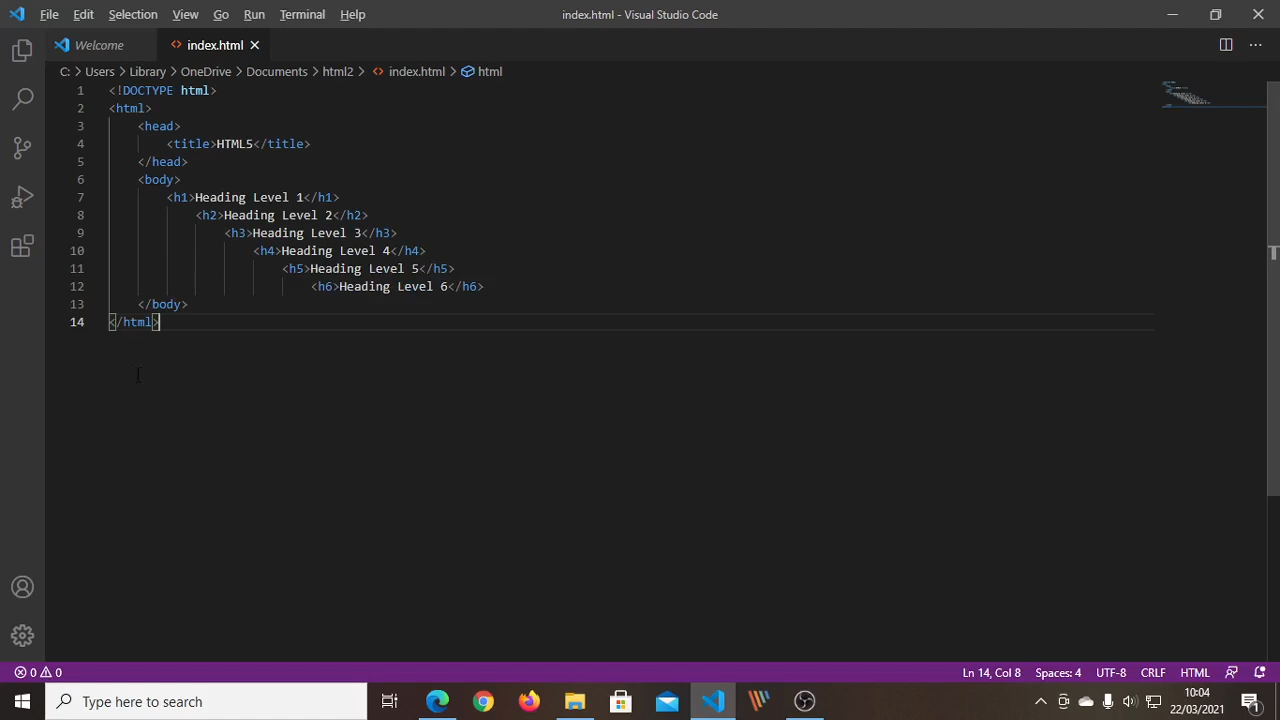 File Edit Selection View Go Run Terminal Help
index.html - Visual Studio Code
Welcome
index.html
C: > Users > Library > OneDrive > Documents > html2 > index.html > html
1 <!DOCTYPE html>
2 <html>
3 <head>
4 <title>HTML5</title>
5 </head>
6 <body>
7 <h1>Heading Level 1</h1>
8 <h2>Heading Level 2</h2>
9 <h3>Heading Level 3</h3>
10 <h4>Heading Level 4</h4>
11 <h5>Heading Level 5</h5>
12 <h6>Heading Level 6</h6>
13 </body>
14 </html>
0 0
Ln 14, Col 8 Spaces: 4 UTF-8 CRLF HTML
Type here to search
10:04
22/03/2021
1